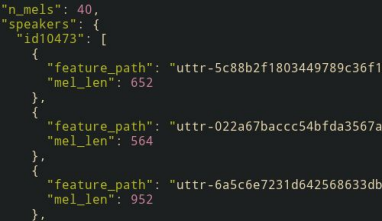 "n_mels": 40,
"speakers": {
"id10473": [
{
"feature_path": "uttr-5c88b2f1803449789c36f1
"mel_len": 652
},
{
"feature_path": "uttr-022a67baccc54bfda3567a
"mel_len": 564
},
{
"feature_path": "uttr-6a5c6e7231d642568633db
"mel_len": 952
},